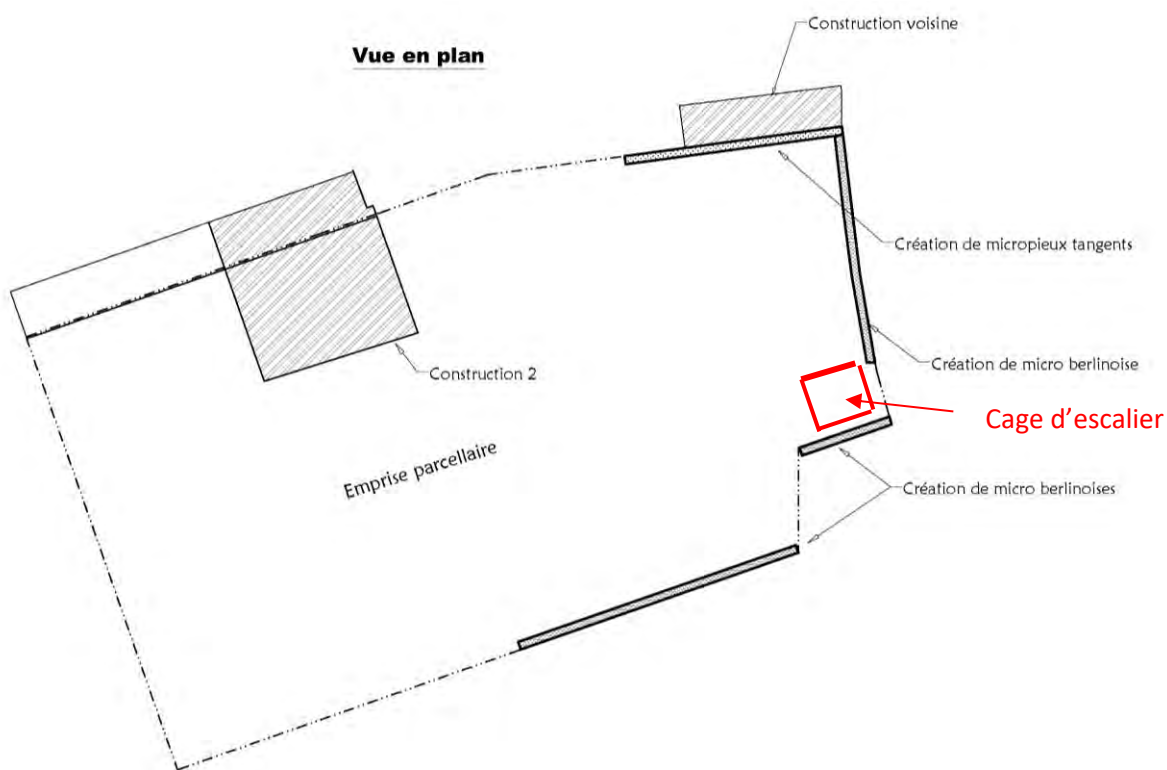 Construction voisine
Vue en plan
Création de micropieux tangents
Création de micro berlinoise
Construction 2
Cage d'escalier
Emprise parcellaire
Création de micro berlinoises